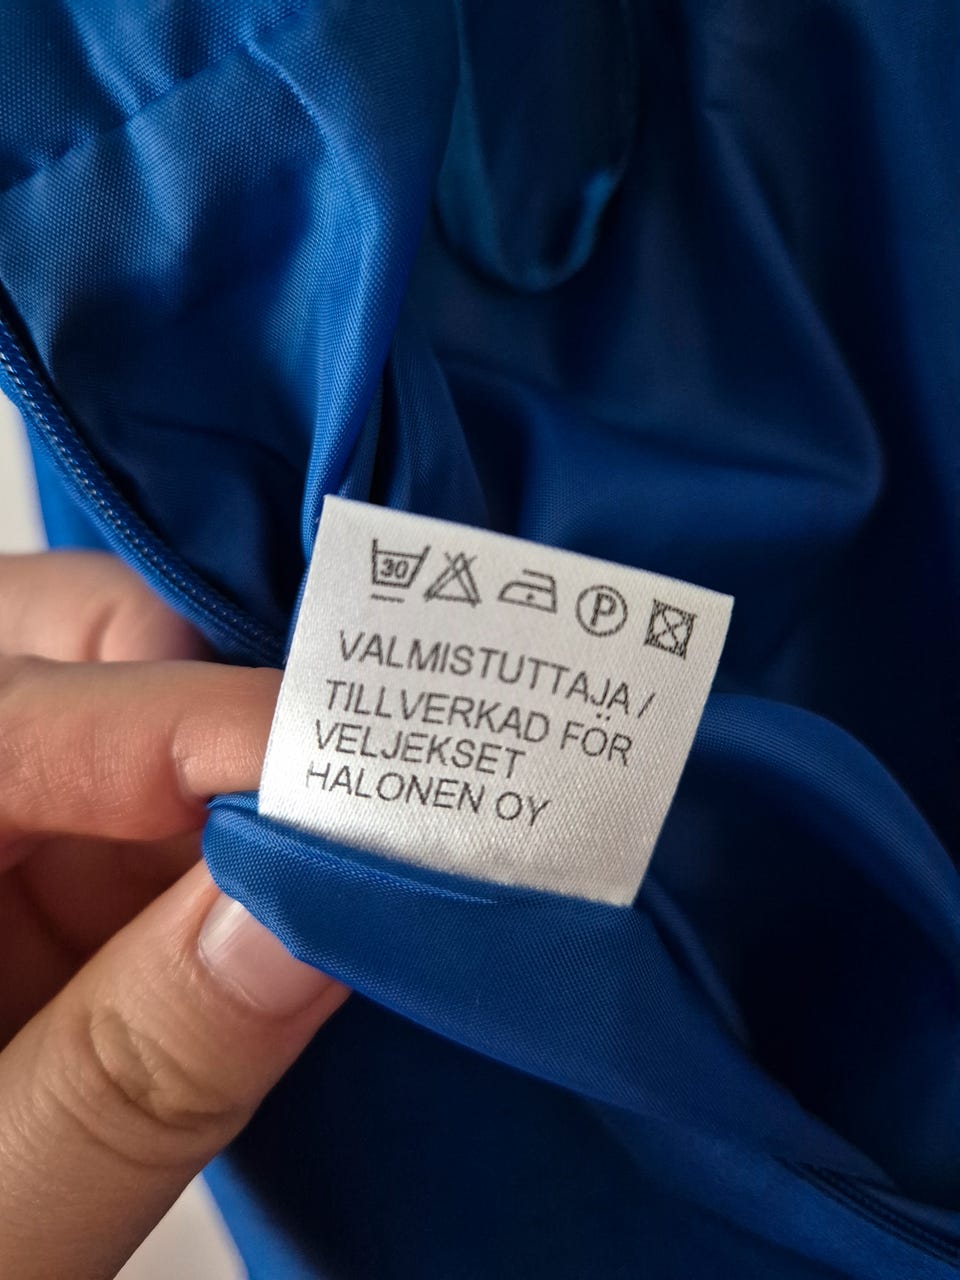 30 P
VALMISTUTTAJA /
TILLVERKAD FÖR
VELJEKSET
HALONEN OY